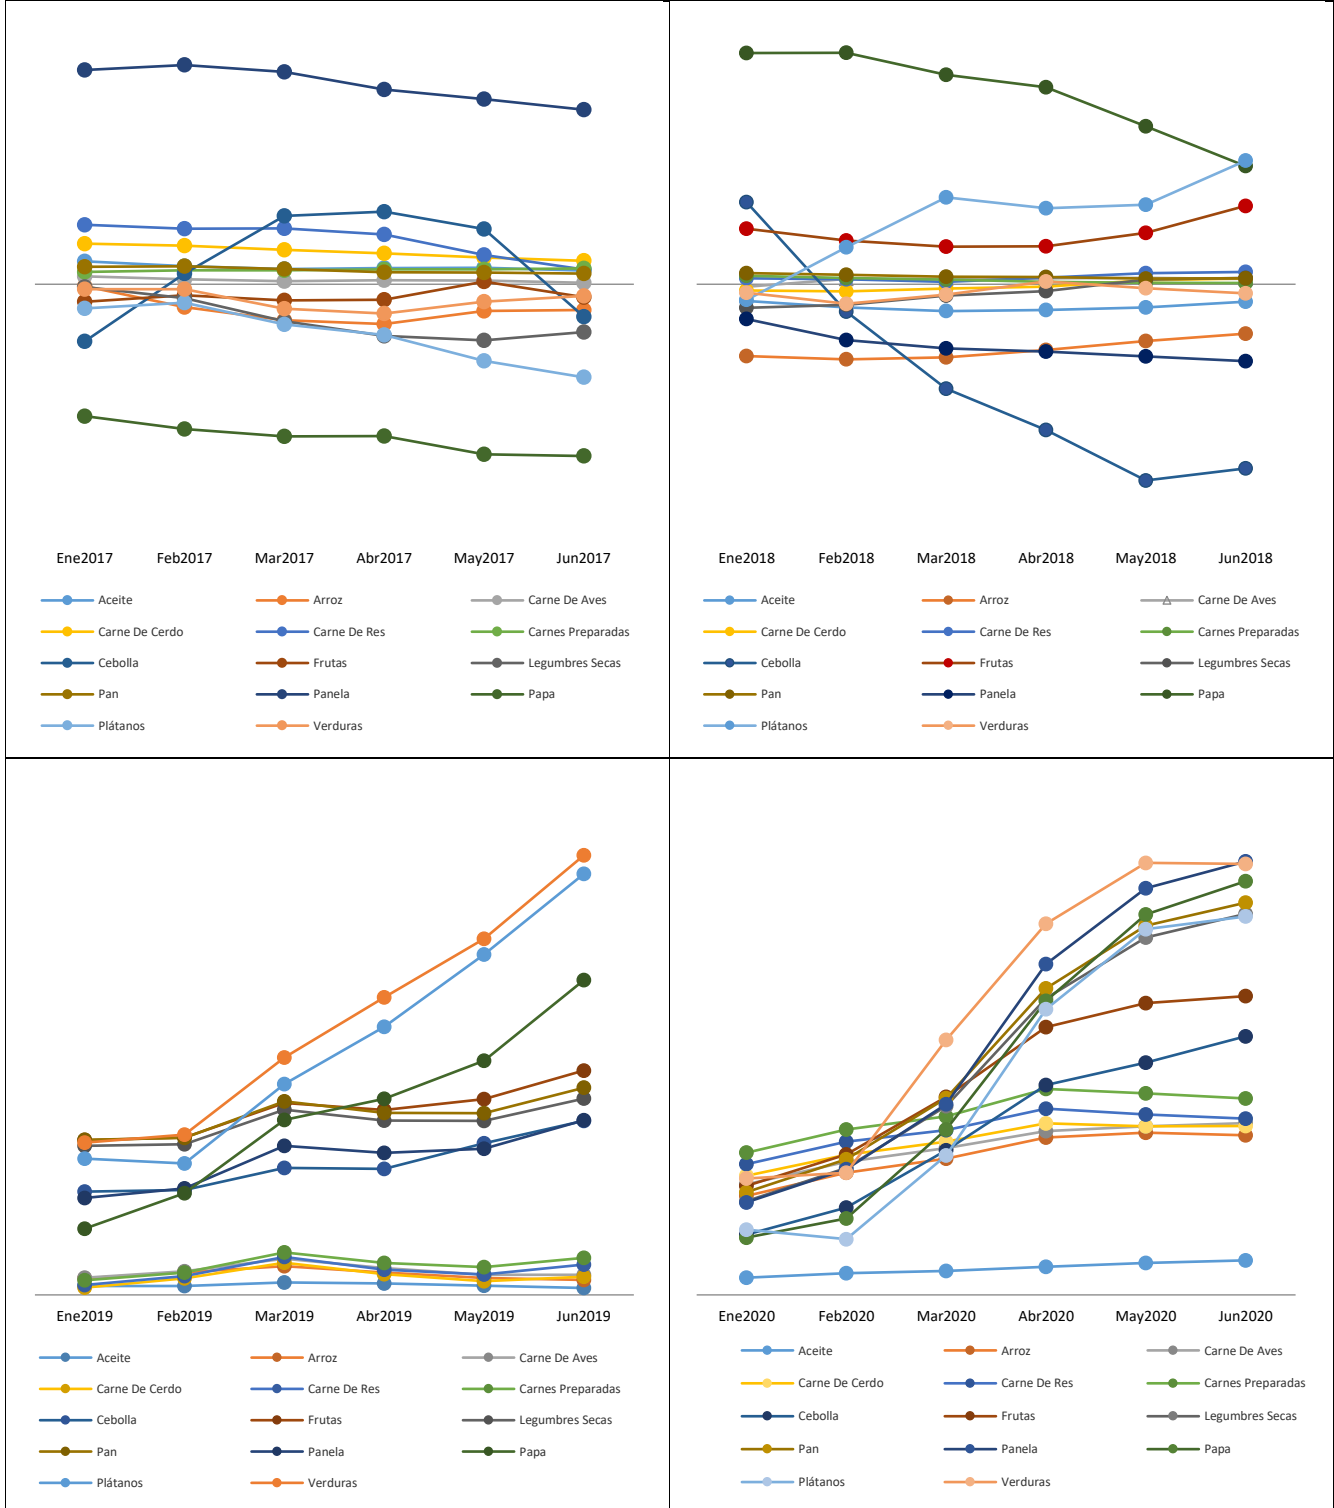 Ene2017 Feb2017 Mar2017 Abr2017 May2017 Jun2017
Aceite Arroz Carne De Aves
Carne De Cerdo Carne De Res Carnes Preparadas
Cebolla Frutas Legumbres Secas
Pan Panela Papa
Plátanos Verduras
Ene2018 Feb2018 Mar2018 Abr2018 May2018 Jun2018
Aceite Arroz Carne De Aves
Carne De Cerdo Carne De Res Carnes Preparadas
Cebolla Frutas Legumbres Secas
Pan Panela Papa
Plátanos Verduras
Ene2019 Feb2019 Mar2019 Abr2019 May2019 Jun2019
Aceite Arroz Carne De Aves
Carne De Cerdo Carne De Res Carnes Preparadas
Cebolla Frutas Legumbres Secas
Pan Panela Papa
Plátanos Verduras
Ene2020 Feb2020 Mar2020 Abr2020 May2020 Jun2020
Aceite Arroz Carne De Aves
Carne De Cerdo Carne De Res Carnes Preparadas
Cebolla Frutas Legumbres Secas
Pan Panela Papa
Plátanos Verduras